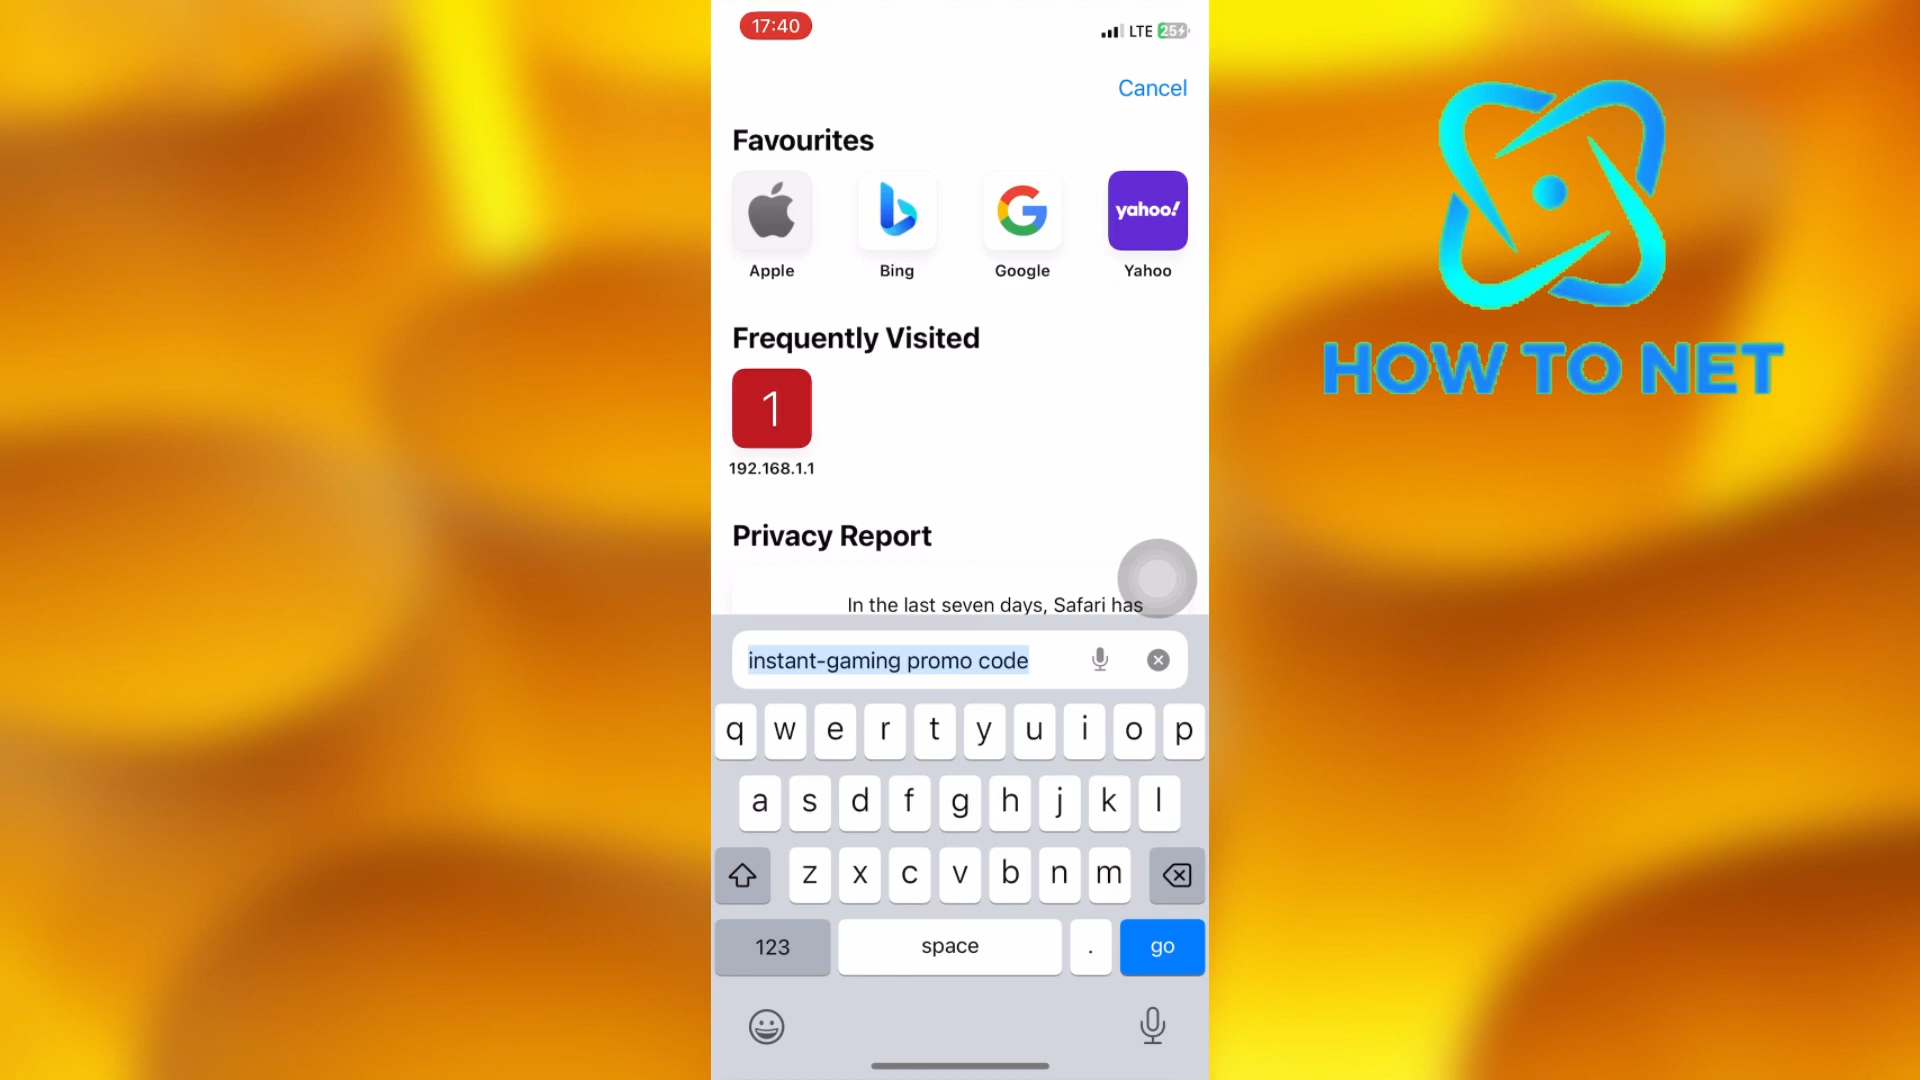 17:40
LTE 25
Cancel
Favourites
yahoo!
Apple Bing Google Yahoo
HOW TO NET
Frequently Visited
1
192.168.1.1
Privacy Report
In the last seven days, Safari has
instant-gaming promo code
q w e r t y u i o p
a s d f g h j k l
z x c v b n m
123 space . go